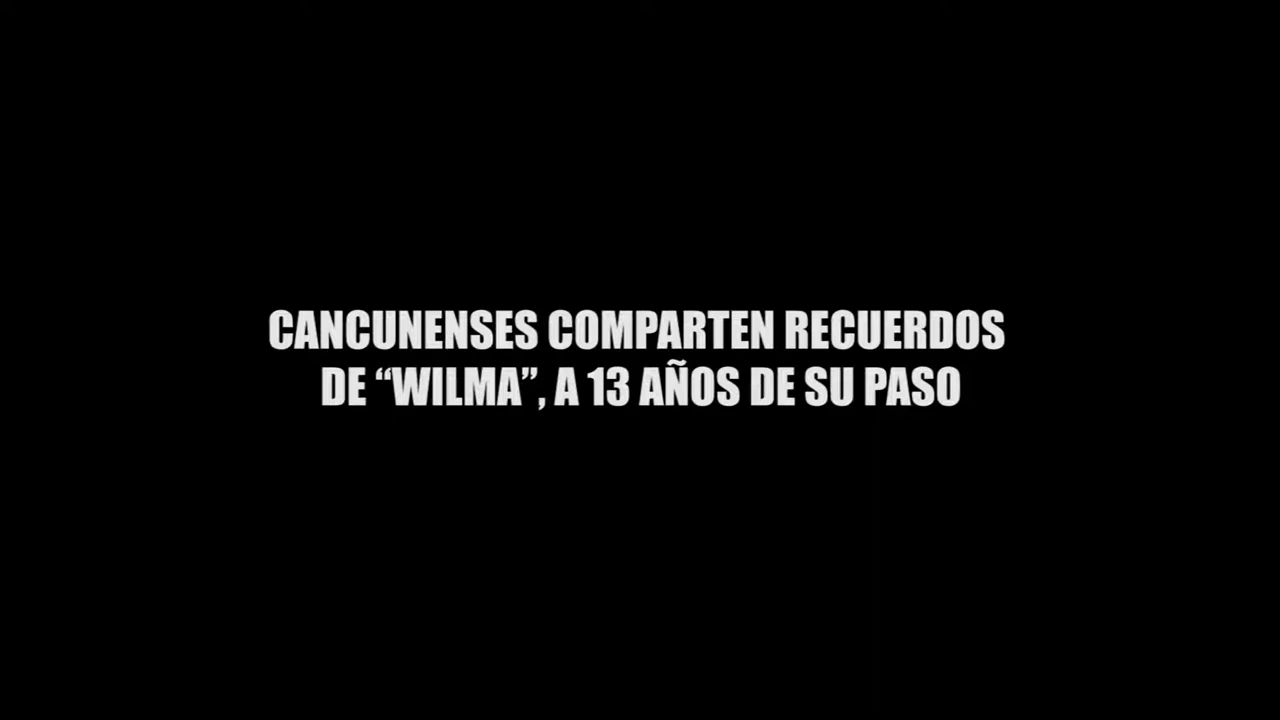 CANCUNENSES COMPARTEN RECUERDOS
DE “WILMA”, A 13 AÑOS DE SU PASO